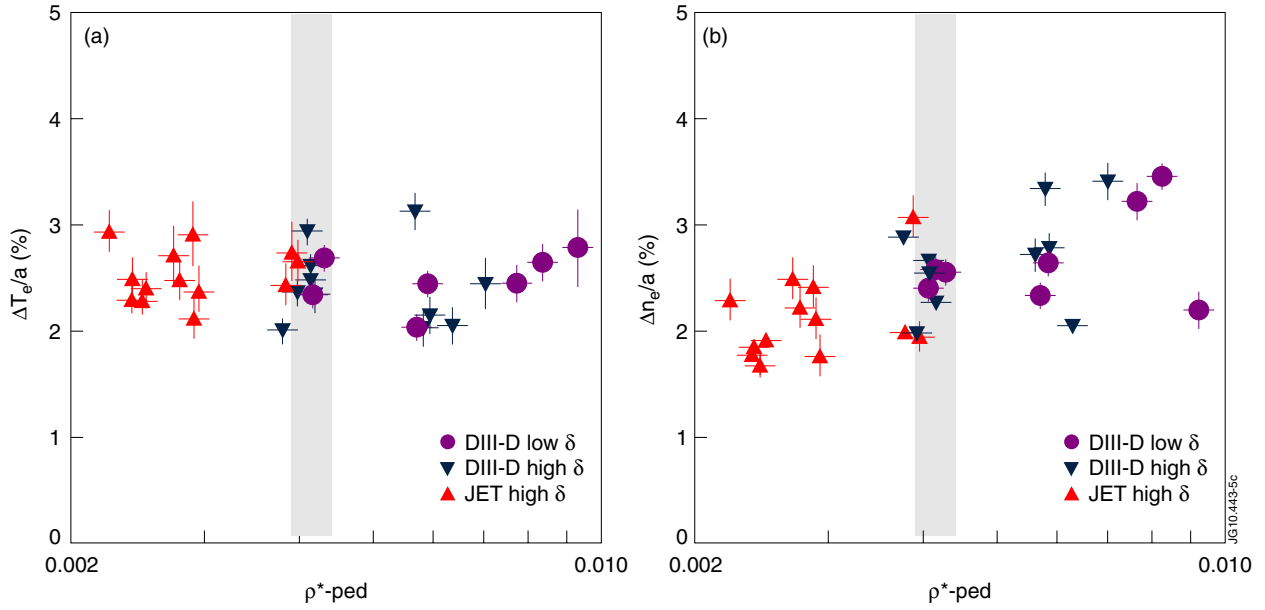 (a)
5
4
3
2
1
0
ΔTe/a (%)
DIII-D low δ
DIII-D high δ
JET high δ
0.002
0.010
ρ*-ped
(b)
5
4
3
2
1
0
Δne/a (%)
DIII-D low δ
DIII-D high δ
JET high δ
0.002
0.010
ρ*-ped
JG10.443-5c